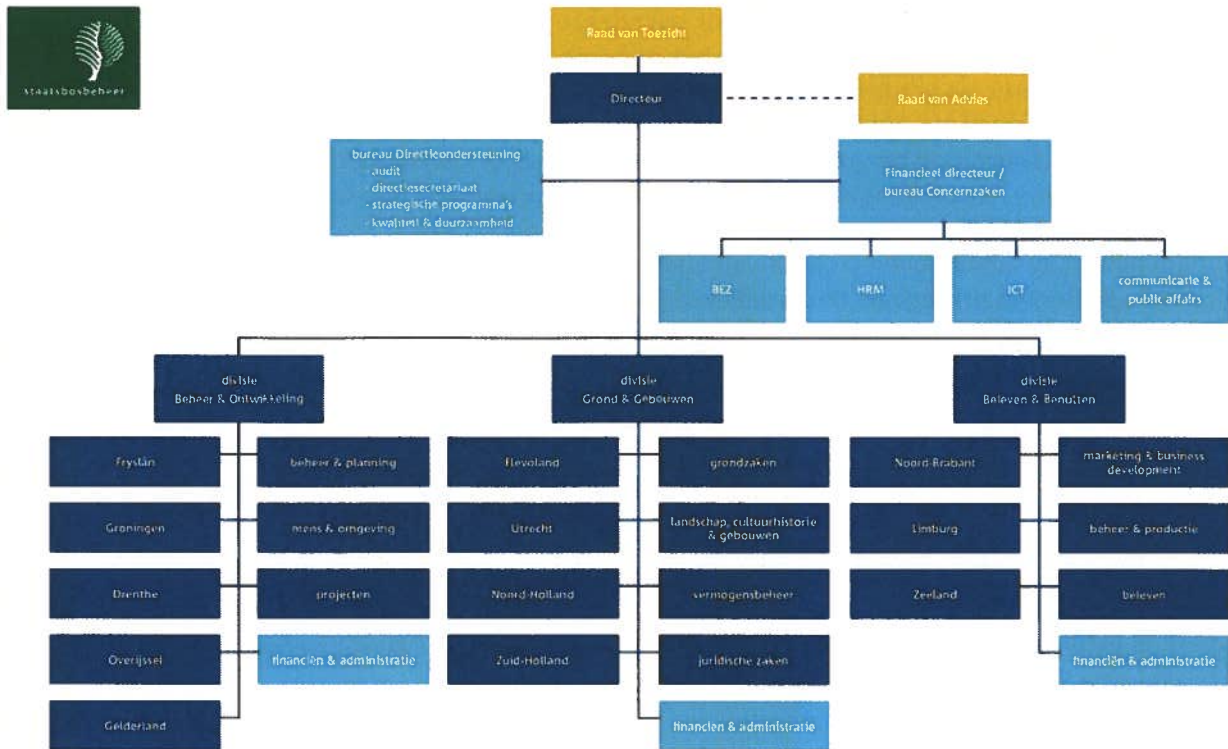 staatsbosbeheer
Raad van Toezicht
Directeur
Raad van Advies
bureau Directieondersteuning
- audit
- directiesecretariaat
- strategische programma's
- kwaliteit & duurzaamheid
Financieel directeur /
bureau Concernzaken
BEZ
HRM
ICT
communicatie &
public affairs
divisie
Beheer & Ontwikkeling
divisie
Grond & Gebouwen
divisie
Beleven & Benutten
Fryslân
beheer & planning
Groningen
mens & omgeving
Drenthe
projecten
Overijssel
financiën & administratie
Gelderland
Flevoland
grondzaken
Utrecht
landschap, cultuurhistorie
& gebouwen
Noord-Holland
vermogensbeheer
Zuid-Holland
juridische zaken
financiën & administratie
Noord-Brabant
marketing & business
development
Limburg
beheer & productie
Zeeland
beleven
financiën & administratie